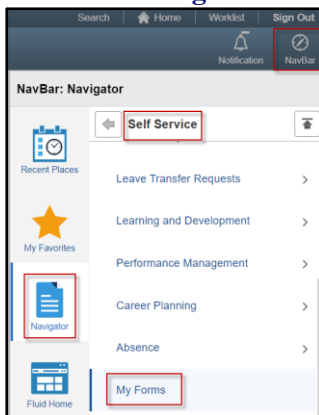 Search Home Worklist Sign Out
Notification NavBar
NavBar: Navigator
Self Service
Recent Places
Leave Transfer Requests
Learning and Development
My Favorites
Performance Management
Career Planning
Navigator
Absence
My Forms
Fluid Home